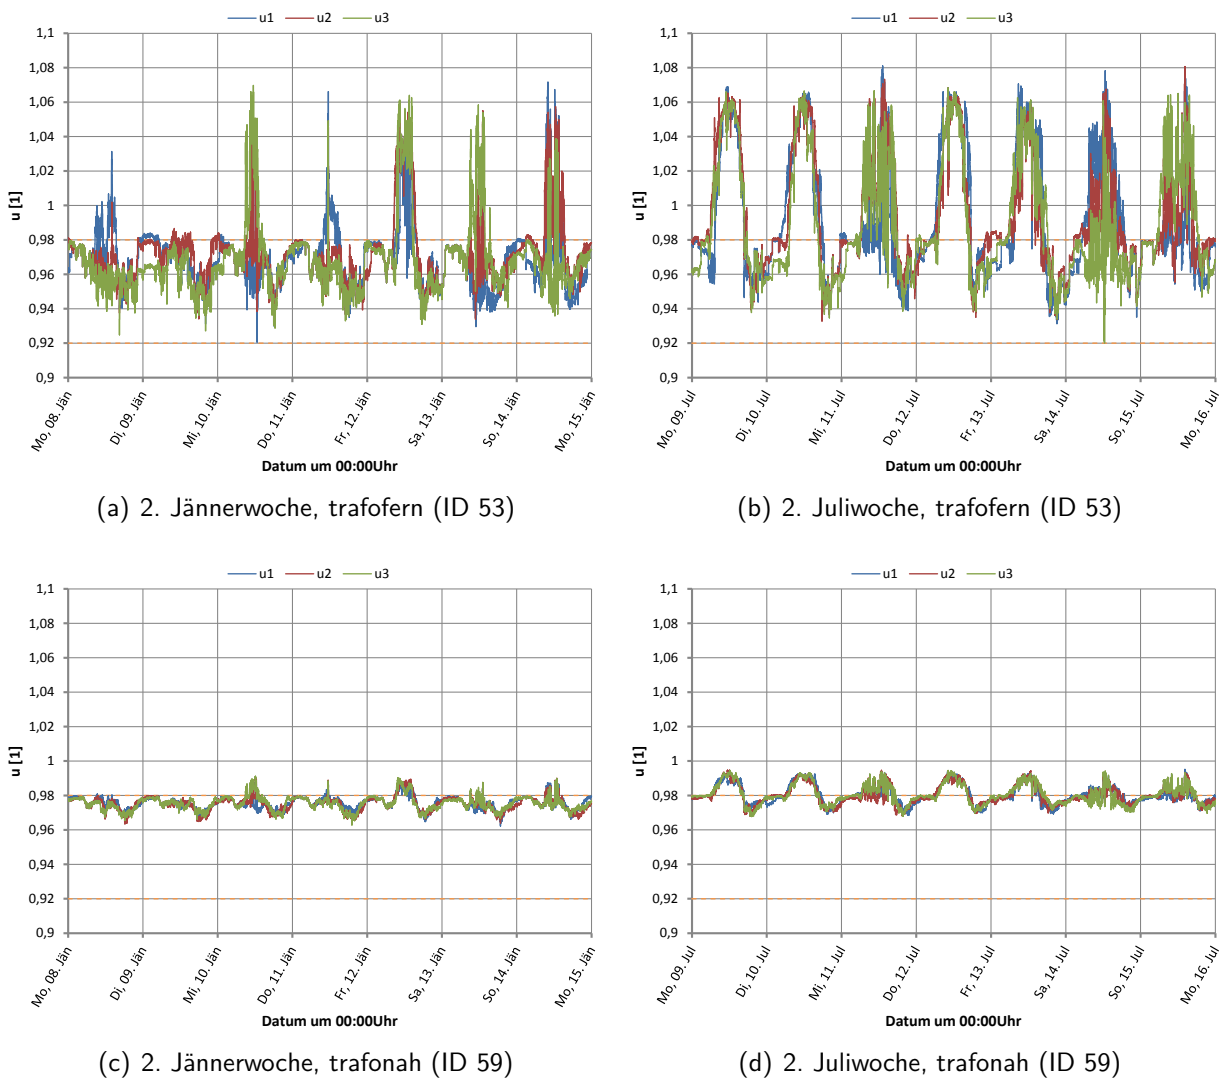 u1 u2 u3
1,1
1,08
1,06
1,04
1,02
1
0,98
0,96
0,94
0,92
0,9
u [1]
Mo, 08. Jän
Di, 09. Jän
Mi, 10. Jän
Do, 11. Jän
Fr, 12. Jän
Sa, 13. Jän
So, 14. Jän
Mo, 15. Jän
Datum um 00:00Uhr
(a) 2. Jännerwoche, trafofern (ID 53)
u1 u2 u3
1,1
1,08
1,06
1,04
1,02
1
0,98
0,96
0,94
0,92
0,9
u [1]
Mo, 09. Jul
Di, 10. Jul
Mi, 11. Jul
Do, 12. Jul
Fr, 13. Jul
Sa, 14. Jul
So, 15. Jul
Mo, 16. Jul
Datum um 00:00Uhr
(b) 2. Juliwoche, trafofern (ID 53)
u1 u2 u3
1,1
1,08
1,06
1,04
1,02
1
0,98
0,96
0,94
0,92
0,9
u [1]
Mo, 08. Jän
Di, 09. Jän
Mi, 10. Jän
Do, 11. Jän
Fr, 12. Jän
Sa, 13. Jän
So, 14. Jän
Mo, 15. Jän
Datum um 00:00Uhr
(c) 2. Jännerwoche, trafonah (ID 59)
u1 u2 u3
1,1
1,08
1,06
1,04
1,02
1
0,98
0,96
0,94
0,92
0,9
u [1]
Mo, 09. Jul
Di, 10. Jul
Mi, 11. Jul
Do, 12. Jul
Fr, 13. Jul
Sa, 14. Jul
So, 15. Jul
Mo, 16. Jul
Datum um 00:00Uhr
(d) 2. Juliwoche, trafonah (ID 59)